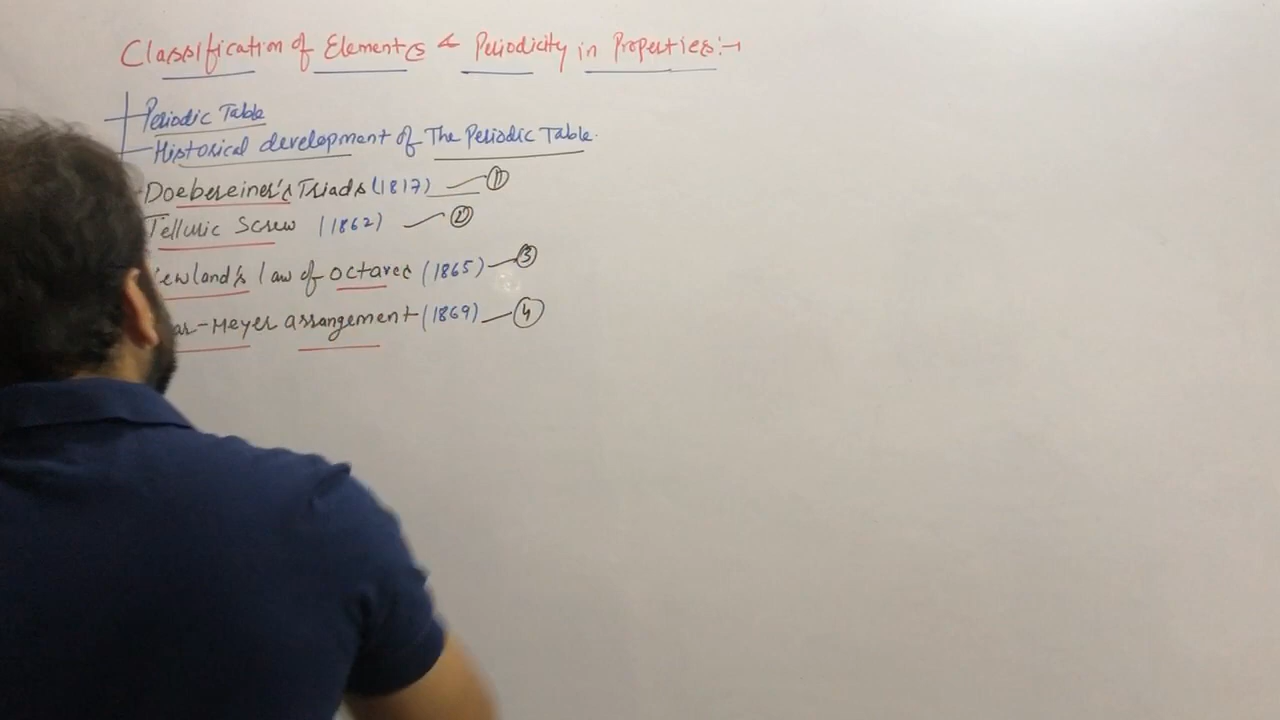 Classification of Elements & Periodicity in Properties:-
Periodic Table
Historical development of The Periodic Table.
Doebereiner's Triads (1817) — ①
Telluric Screw (1862) — ②
ewland's law of octaves (1865) — ③
ar-Meyer arrangement (1869) — ④